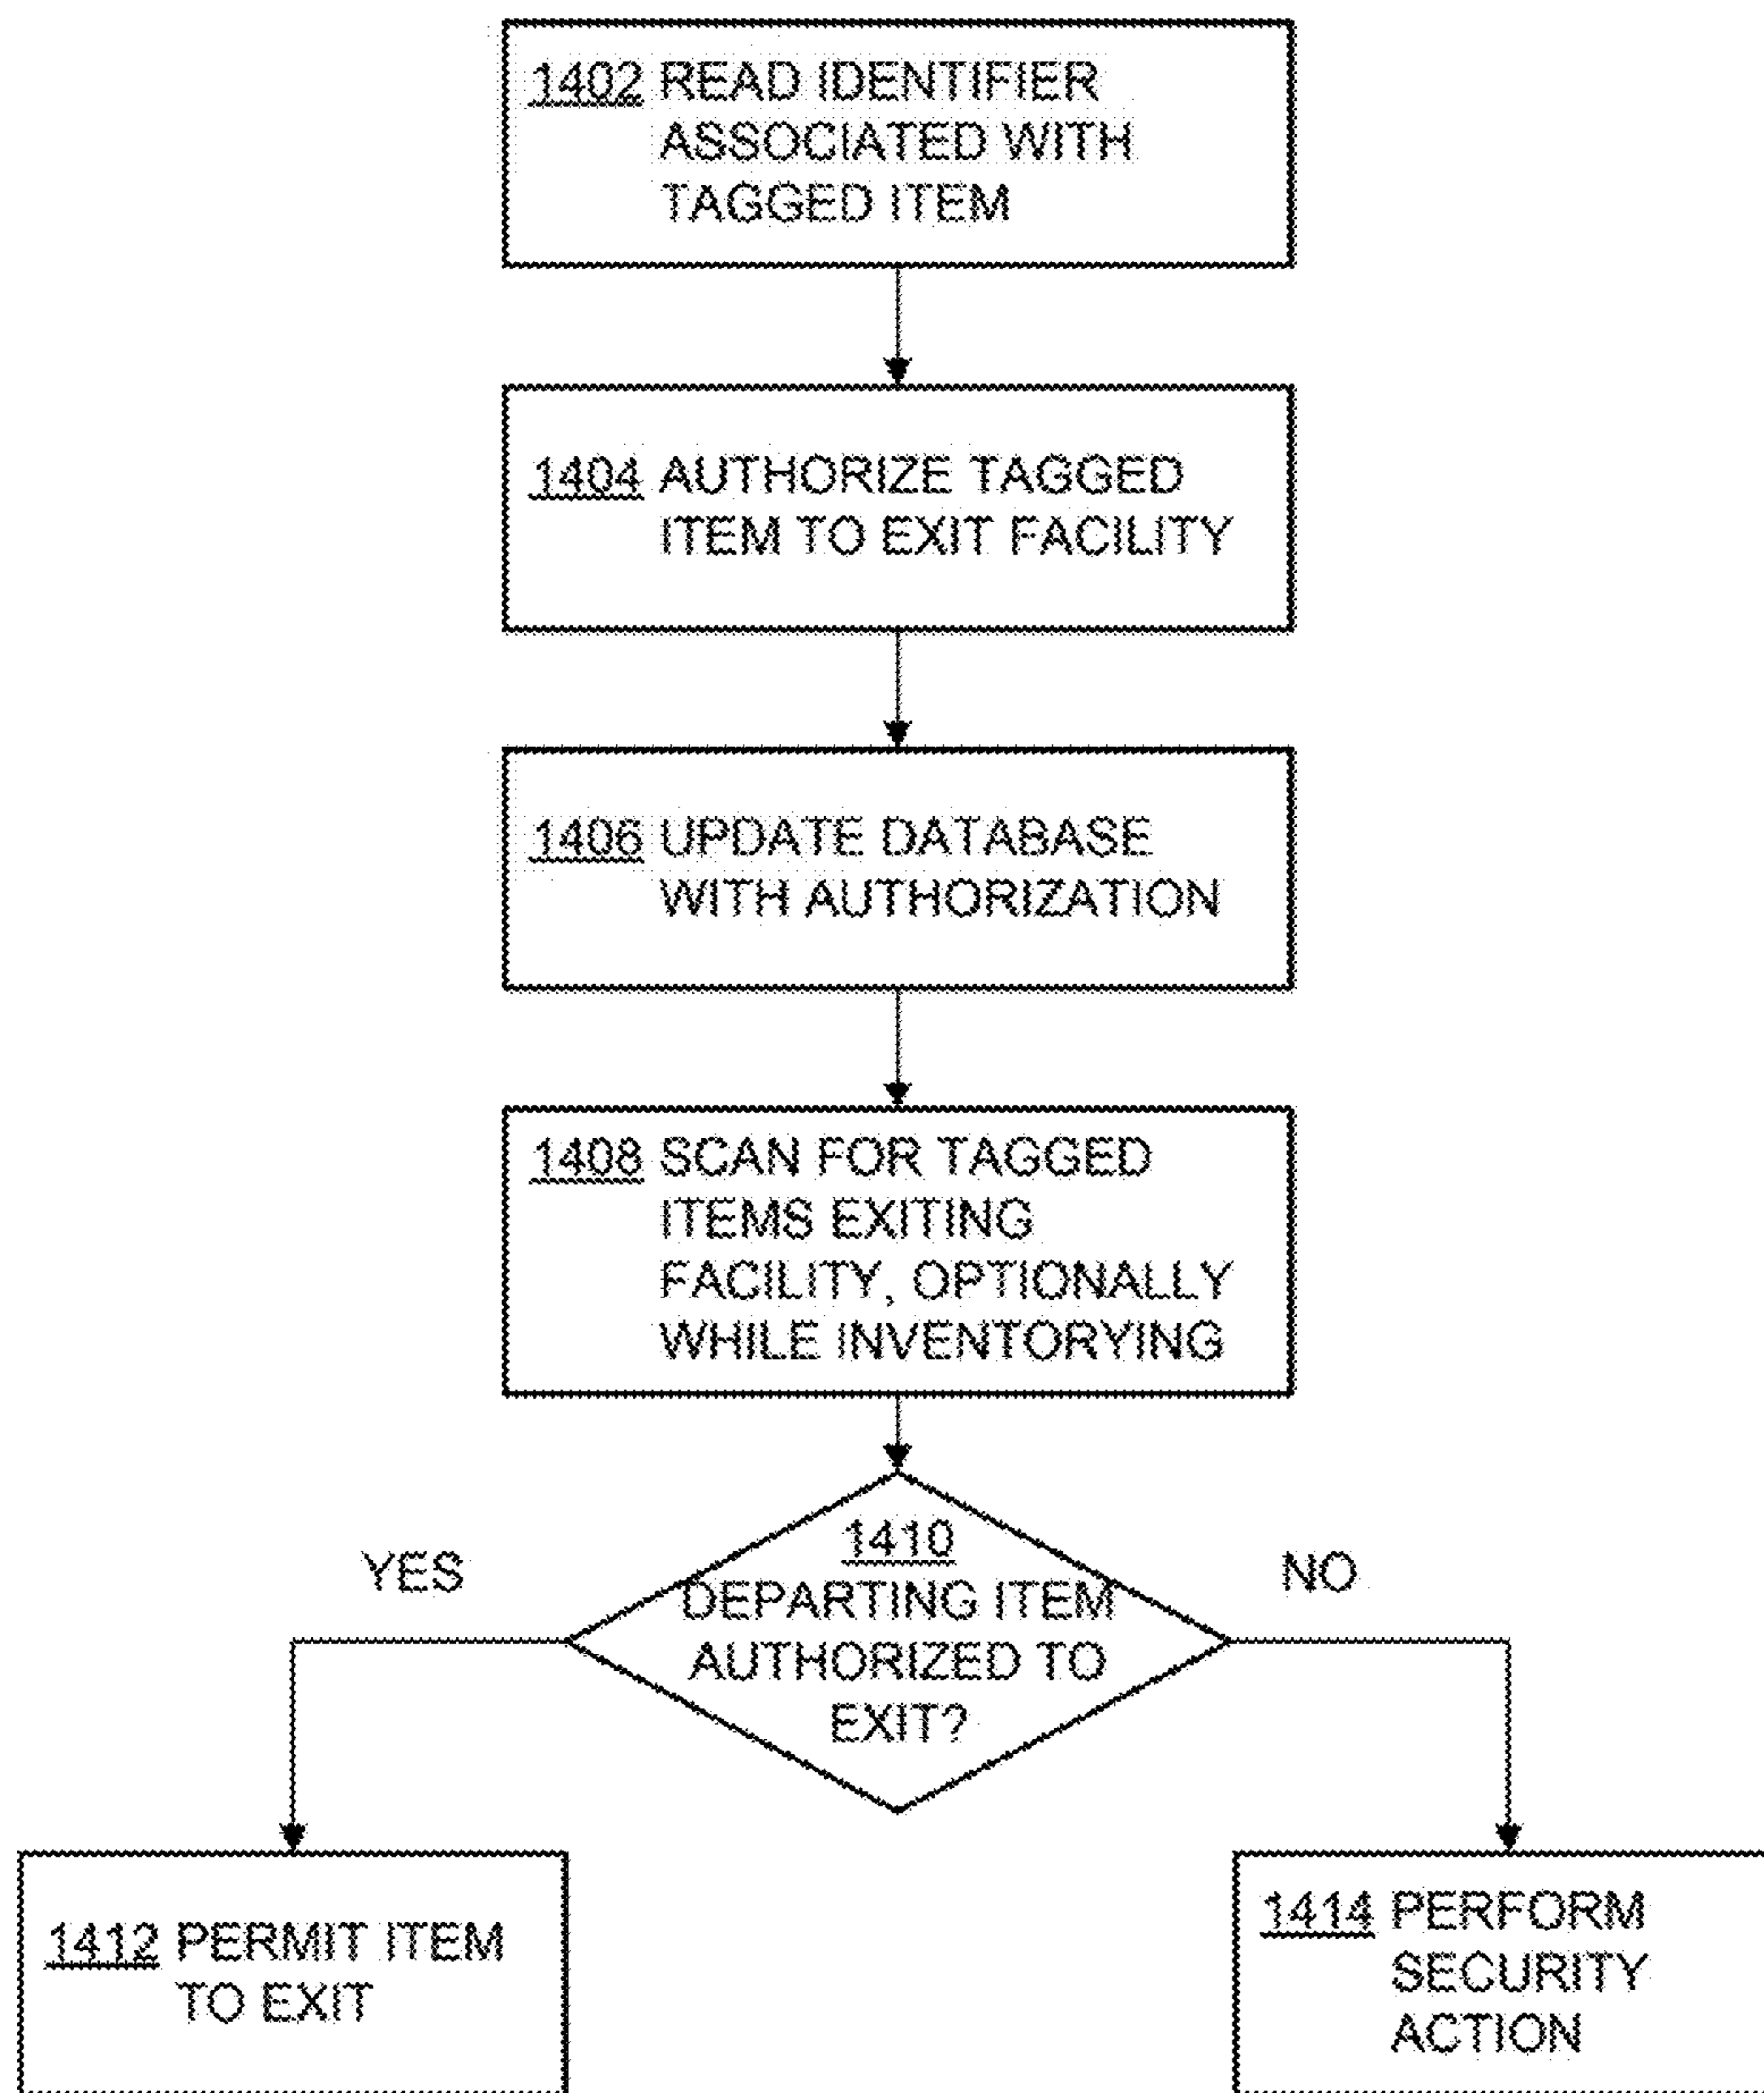 1402 READ IDENTIFIER
ASSOCIATED WITH
TAGGED ITEM
1404 AUTHORIZE TAGGED
ITEM TO EXIT FACILITY
1406 UPDATE DATABASE
WITH AUTHORIZATION
1408 SCAN FOR TAGGED
ITEMS EXITING
FACILITY, OPTIONALLY
WHILE INVENTORYING
1410
DEPARTING ITEM
AUTHORIZED TO
EXIT?
YES
NO
1412 PERMIT ITEM
TO EXIT
1414 PERFORM
SECURITY
ACTION